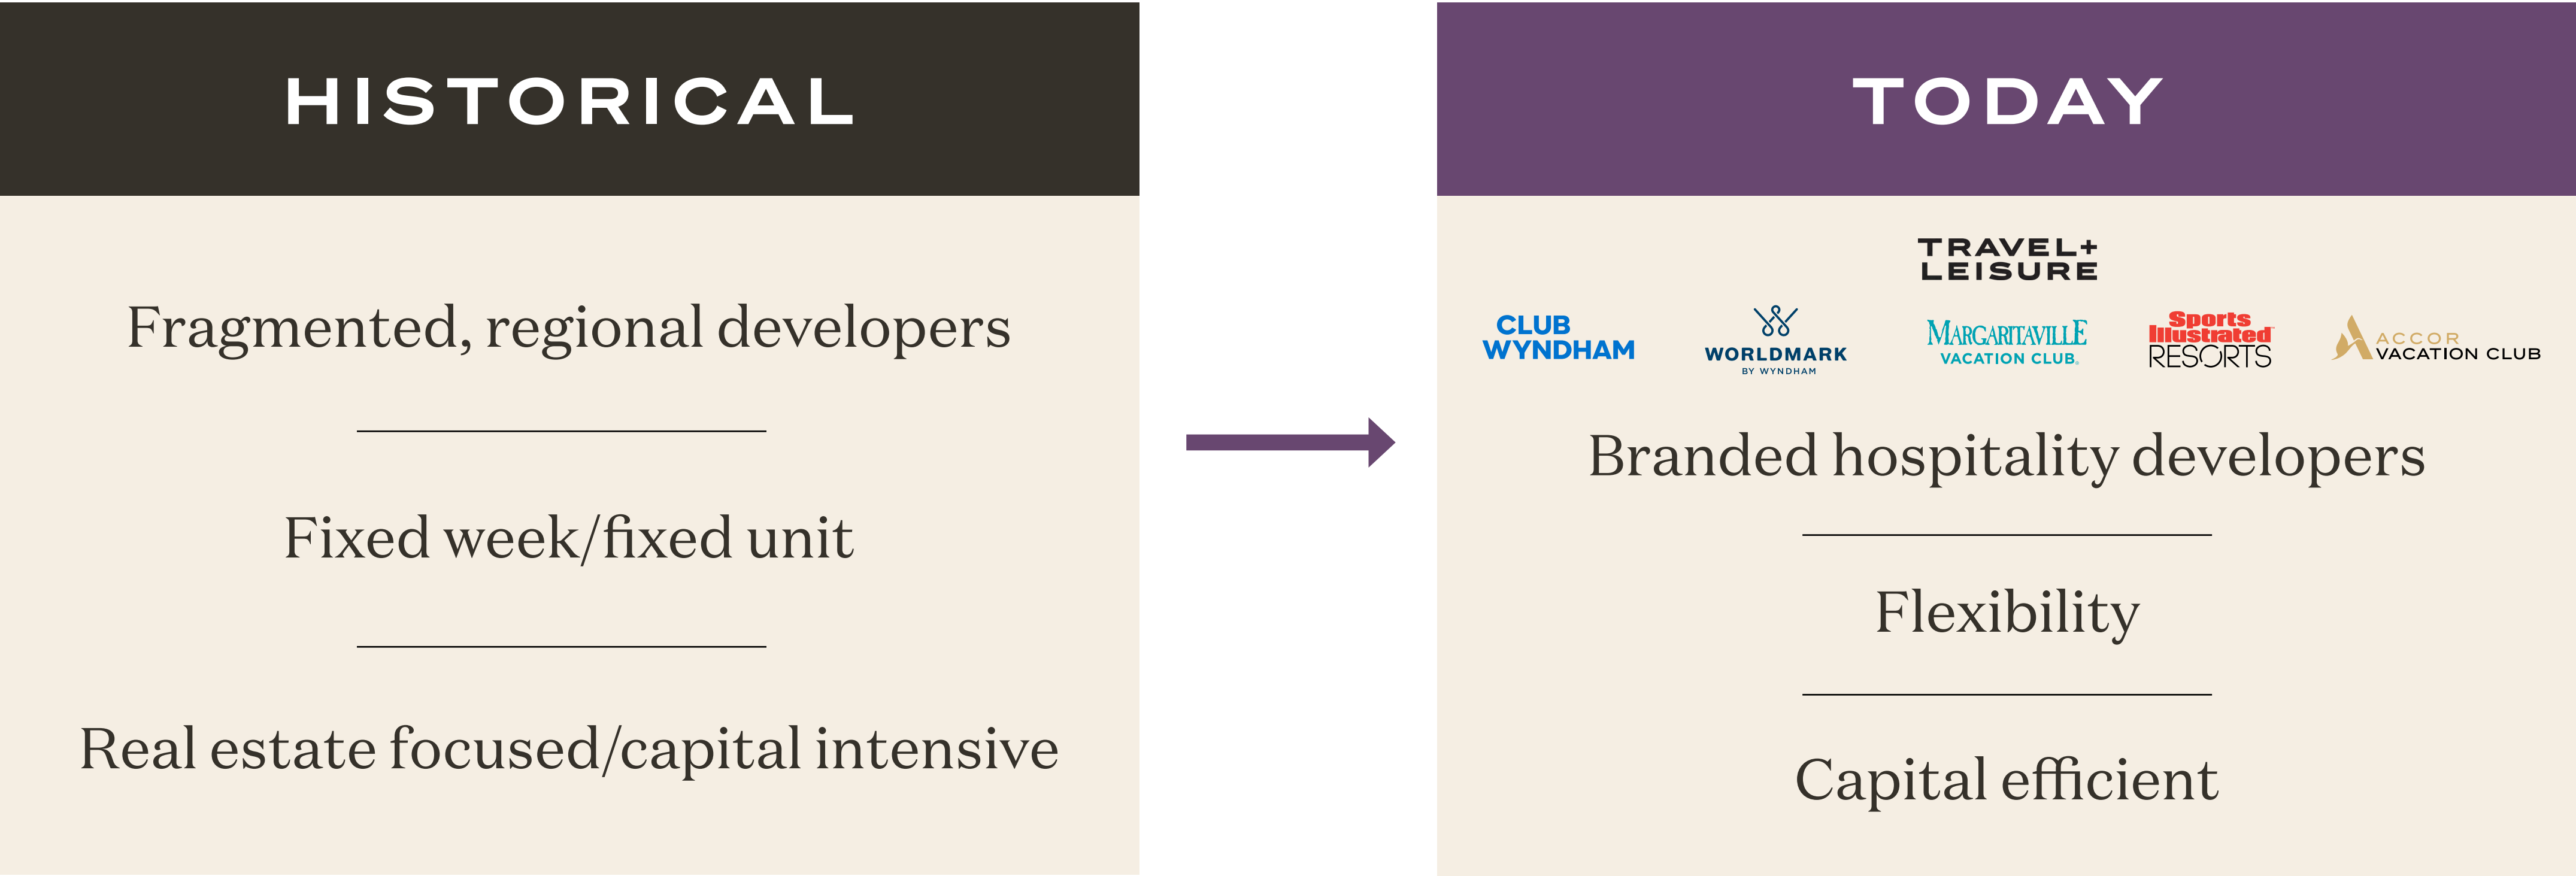 HISTORICAL
Fragmented, regional developers
Fixed week/fixed unit
Real estate focused/capital intensive
TODAY
TRAVEL+
LEISURE
CLUB
WYNDHAM
WORLDMARK
BY WYNDHAM
MARGARITAVILLE
VACATION CLUB®
Sports
Illustrated™
RESORTS
ACCOR
VACATION CLUB
Branded hospitality developers
Flexibility
Capital efficient